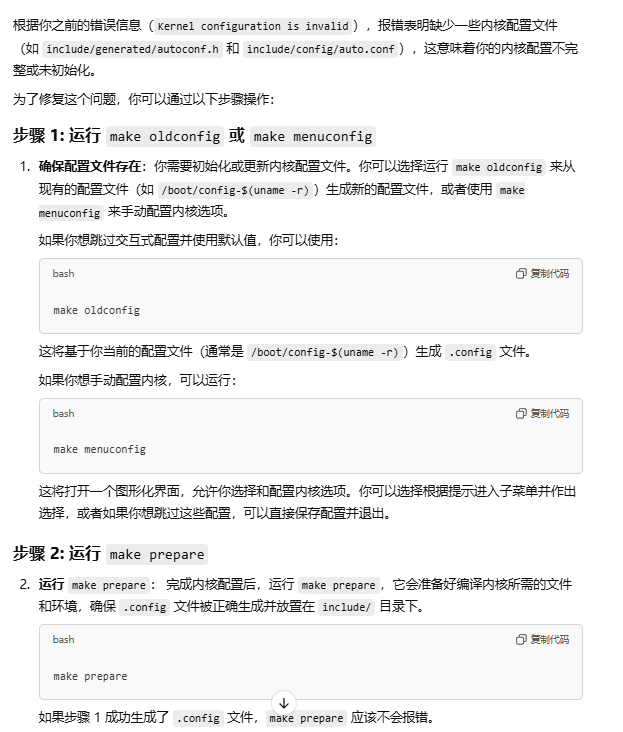 根据你之前的错误信息（Kernel configuration is invalid），报错表明缺少一些内核配置文件
（如 include/generated/autoconf.h 和 include/config/auto.conf），这意味着你的内核配置不完
整或未初始化。
为了修复这个问题，你可以通过以下步骤操作：
步骤 1: 运行 make oldconfig 或 make menuconfig
1. 确保配置文件存在：你需要初始化或更新内核配置文件。你可以选择运行 make oldconfig 来从
现有的配置文件（如 /boot/config-$(uname -r)）生成新的配置文件，或者使用 make
menuconfig 来手动配置内核选项。
如果你想跳过交互式配置并使用默认值，你可以使用：
bash 复制代码
make oldconfig
这将基于你当前的配置文件（通常是 /boot/config-$(uname -r)）生成 .config 文件。
如果你想手动配置内核，可以运行：
bash 复制代码
make menuconfig
这将打开一个图形化界面，允许你选择和配置内核选项。你可以选择根据提示进入子菜单并作出
选择，或者如果你想跳过这些配置，可以直接保存配置并退出。
步骤 2: 运行 make prepare
2. 运行 make prepare： 完成内核配置后，运行 make prepare，它会准备好编译内核所需的文件
和环境，确保 .config 文件被正确生成并放置在 include/ 目录下。
bash 复制代码
make prepare
如果步骤 1 成功生成了 .config 文件，make prepare 应该不会报错。